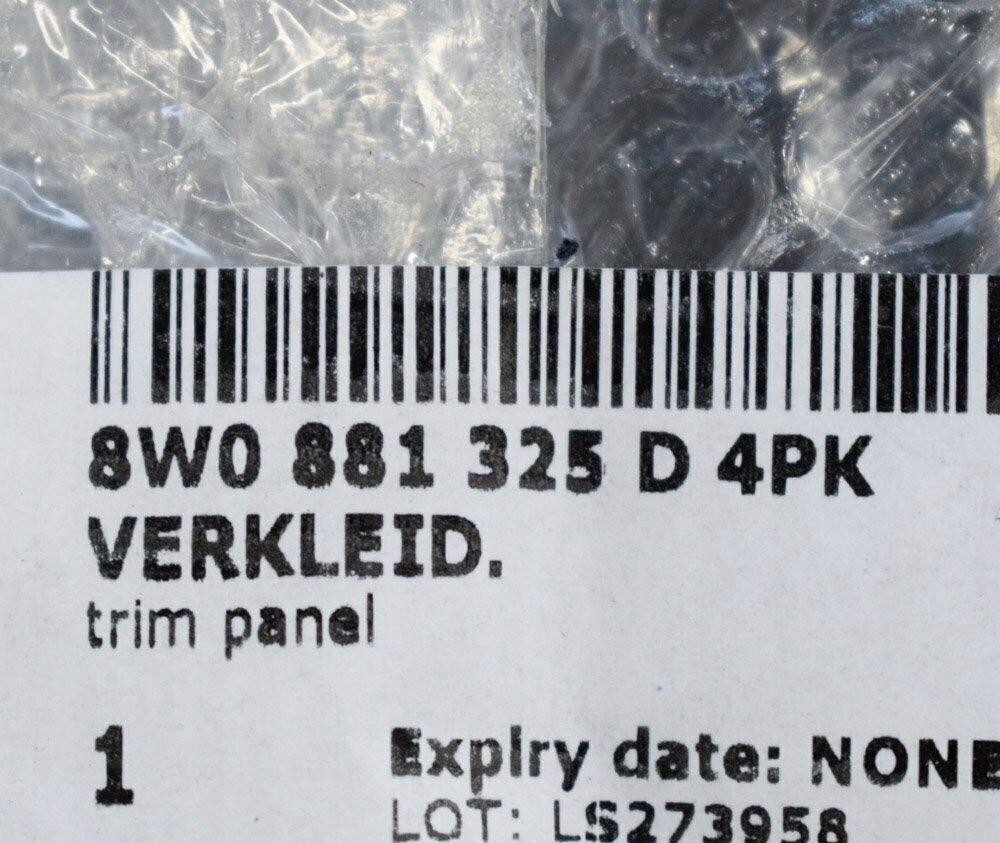 8W0 881 325 D 4PK
VERKLEID.
trim panel
1
Expiry date: NONE
LOT: LS273958